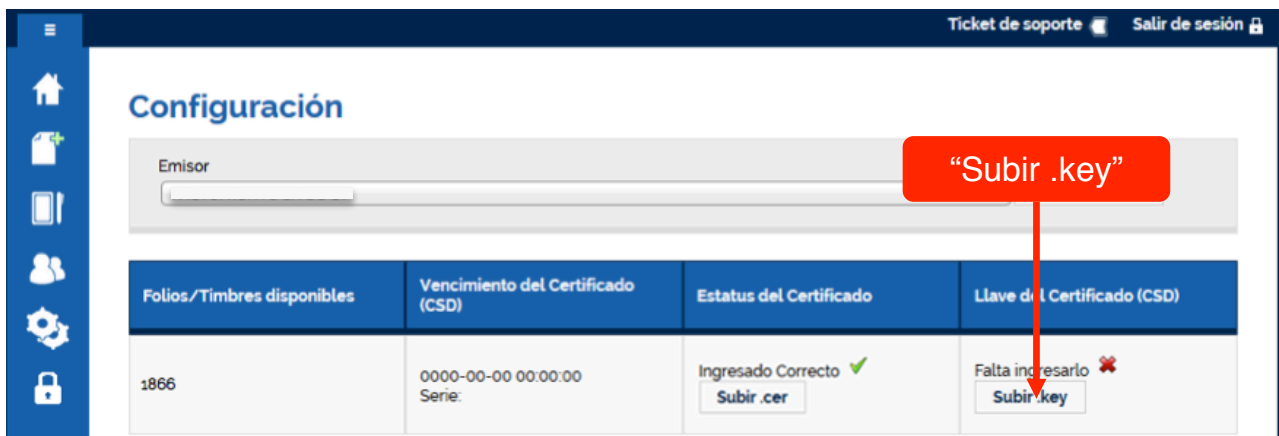 Ticket de soporte Salir de sesión
Configuración
Emisor
“Subir .key”
Folios/Timbres disponibles
Vencimiento del Certificado
(CSD)
Estatus del Certificado
Llave del Certificado (CSD)
1866
0000-00-00 00:00:00
Serie:
Ingresado Correcto
Subir .cer
Falta ingresarlo
Subir .key